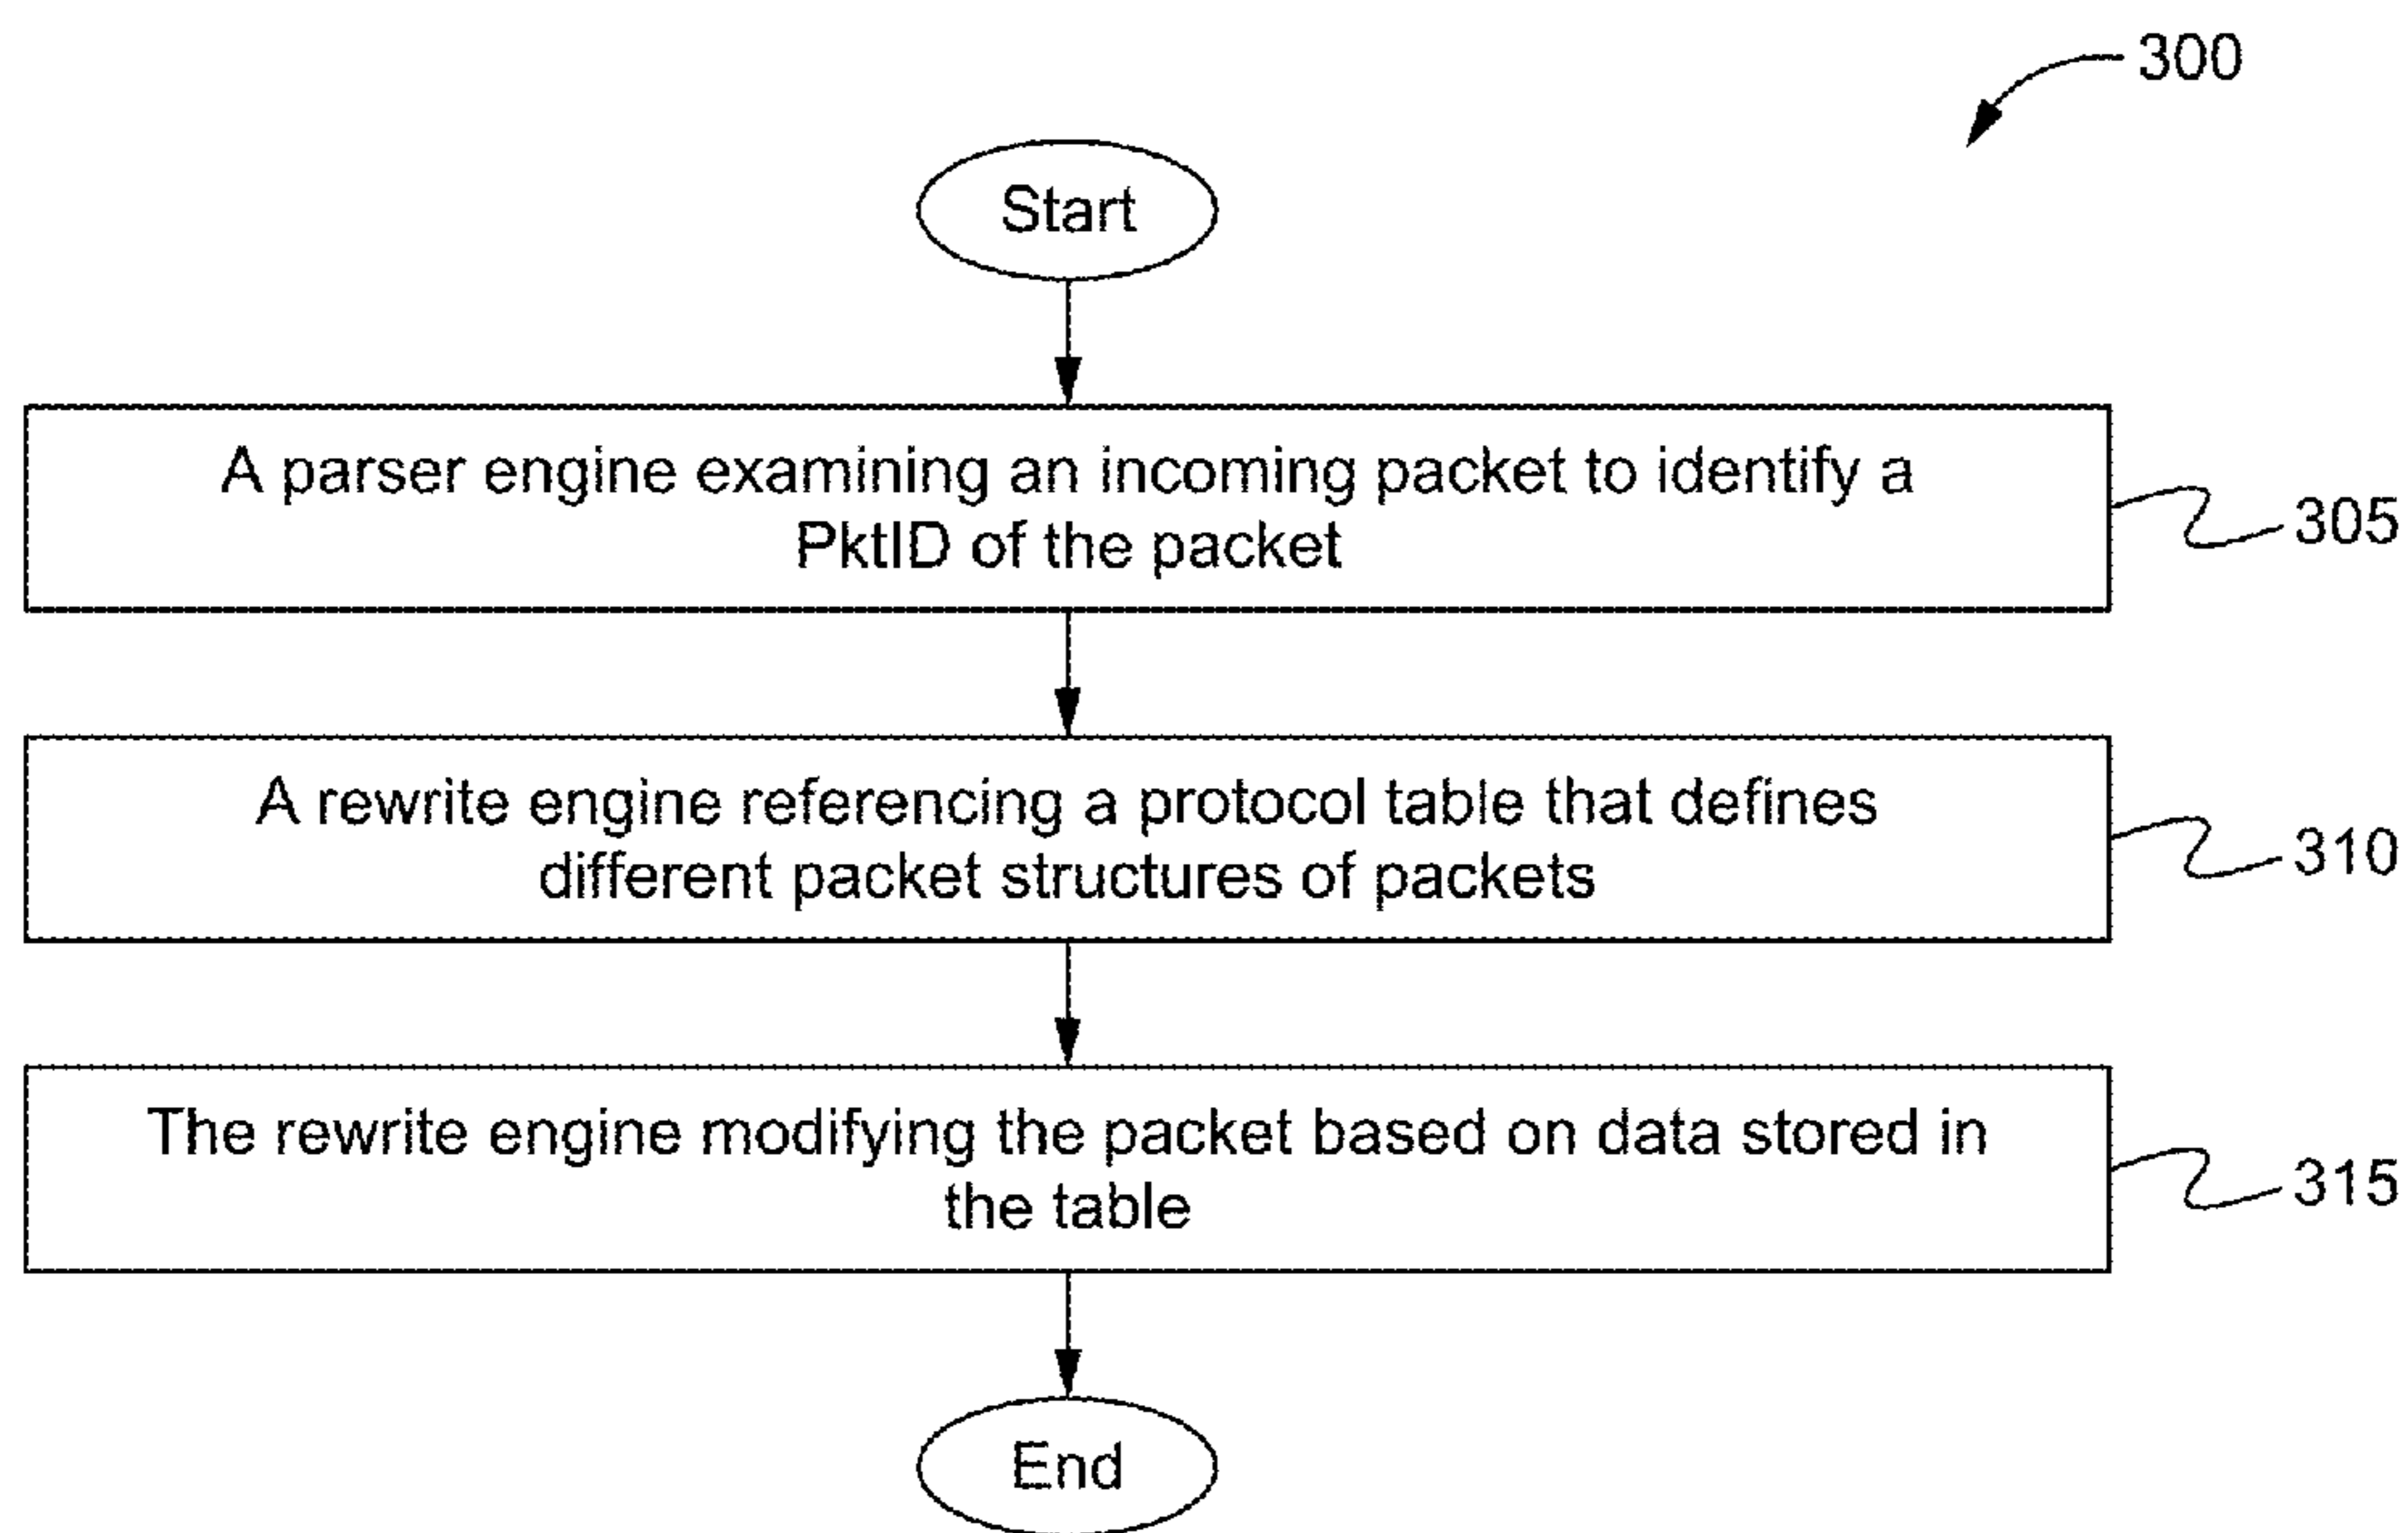 300
Start
A parser engine examining an incoming packet to identify a
PktID of the packet
305
A rewrite engine referencing a protocol table that defines
different packet structures of packets
310
The rewrite engine modifying the packet based on data stored in
the table
315
End